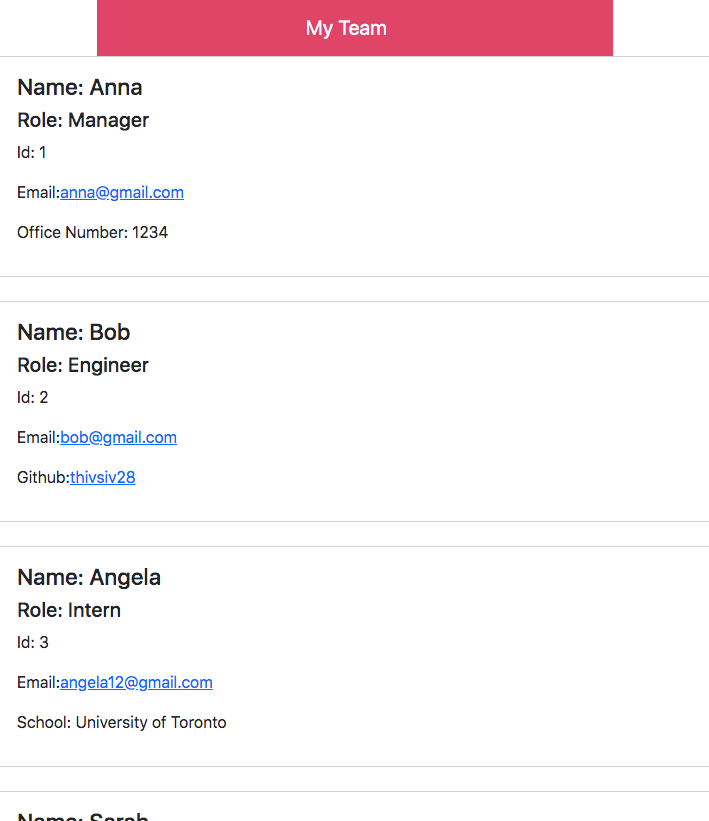 My Team
Name: Anna
Role: Manager
Id: 1
Email:anna@gmail.com
Office Number: 1234
Name: Bob
Role: Engineer
Id: 2
Email:bob@gmail.com
Github:thivsiv28
Name: Angela
Role: Intern
Id: 3
Email:angela12@gmail.com
School: University of Toronto
Name: Sarah